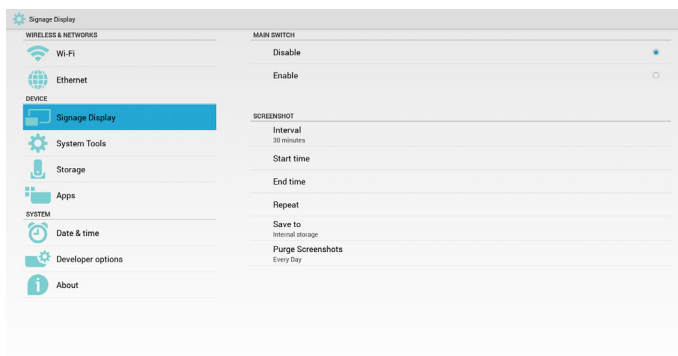 Signage Display
WIRELESS & NETWORKS
Wi-Fi
Ethernet
DEVICE
Signage Display
System Tools
Storage
Apps
SYSTEM
Date & time
Developer options
About
MAIN SWITCH
Disable
Enable
SCREENSHOT
Interval
30 minutes
Start time
End time
Repeat
Save to
Internal storage
Purge Screenshots
Every Day